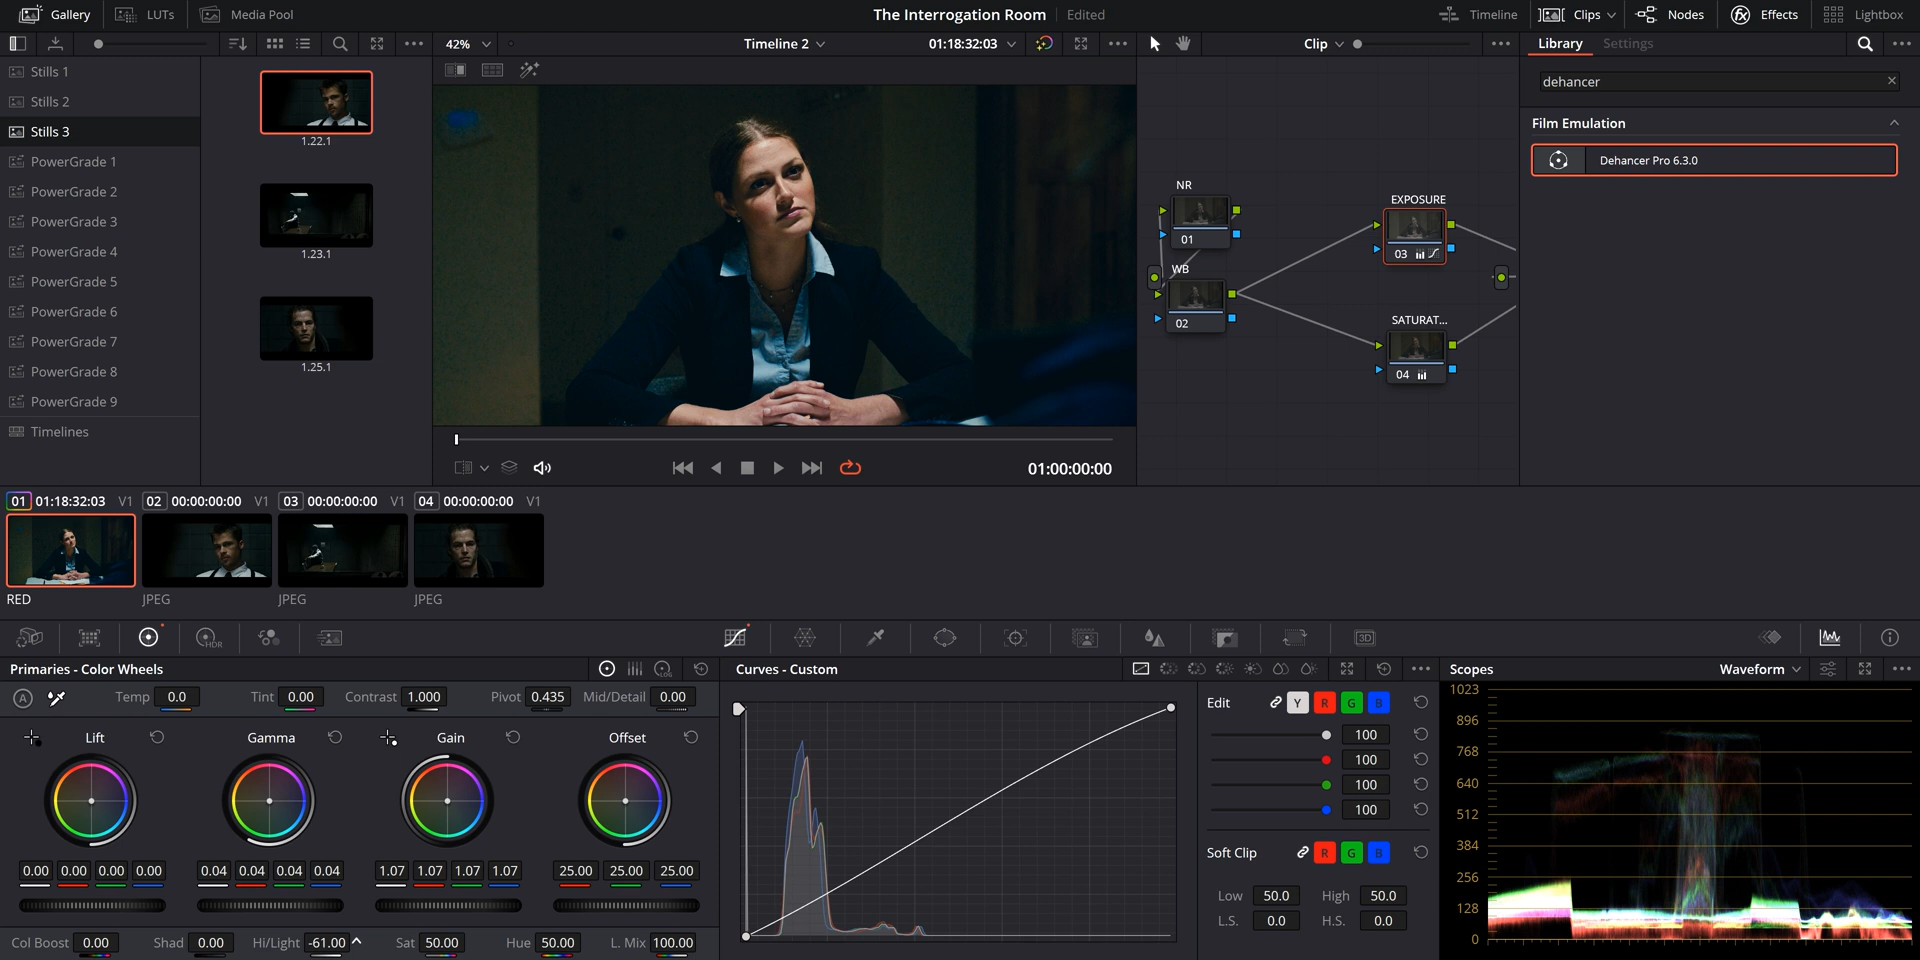 Gallery LUTs Media Pool The Interrogation Room Edited Timeline Clips Nodes Effects Lightbox
42% Timeline 2 01:18:32:03 Clip Library Settings
Stills 1
Stills 2
Stills 3
PowerGrade 1
PowerGrade 2
PowerGrade 3
PowerGrade 4
PowerGrade 5
PowerGrade 6
PowerGrade 7
PowerGrade 8
PowerGrade 9
Timelines
1.22.1
1.23.1
1.25.1
01:00:00:00
NR
01
WB
02
EXPOSURE
03
SATURAT...
04
dehancer
Film Emulation
Dehancer Pro 6.3.0
01 01:18:32:03 V1 02 00:00:00:00 V1 03 00:00:00:00 V1 04 00:00:00:00 V1
RED JPEG JPEG JPEG
HDR 3D
Primaries - Color Wheels LOG
A Temp 0.0 Tint 0.00 Contrast 1.000 Pivot 0.435 Mid/Detail 0.00
Lift Gamma Gain Offset
0.00 0.00 0.00 0.00 0.04 0.04 0.04 0.04 1.07 1.07 1.07 1.07 25.00 25.00 25.00
Col Boost 0.00 Shad 0.00 Hi/Light -61.00 Sat 50.00 Hue 50.00 L. Mix 100.00
Curves - Custom
Edit Y R G B
100
100
100
100
Soft Clip R G B
Low 50.0 High 50.0
L.S. 0.0 H.S. 0.0
Scopes Waveform
1023
896
768
640
512
384
256
128
0